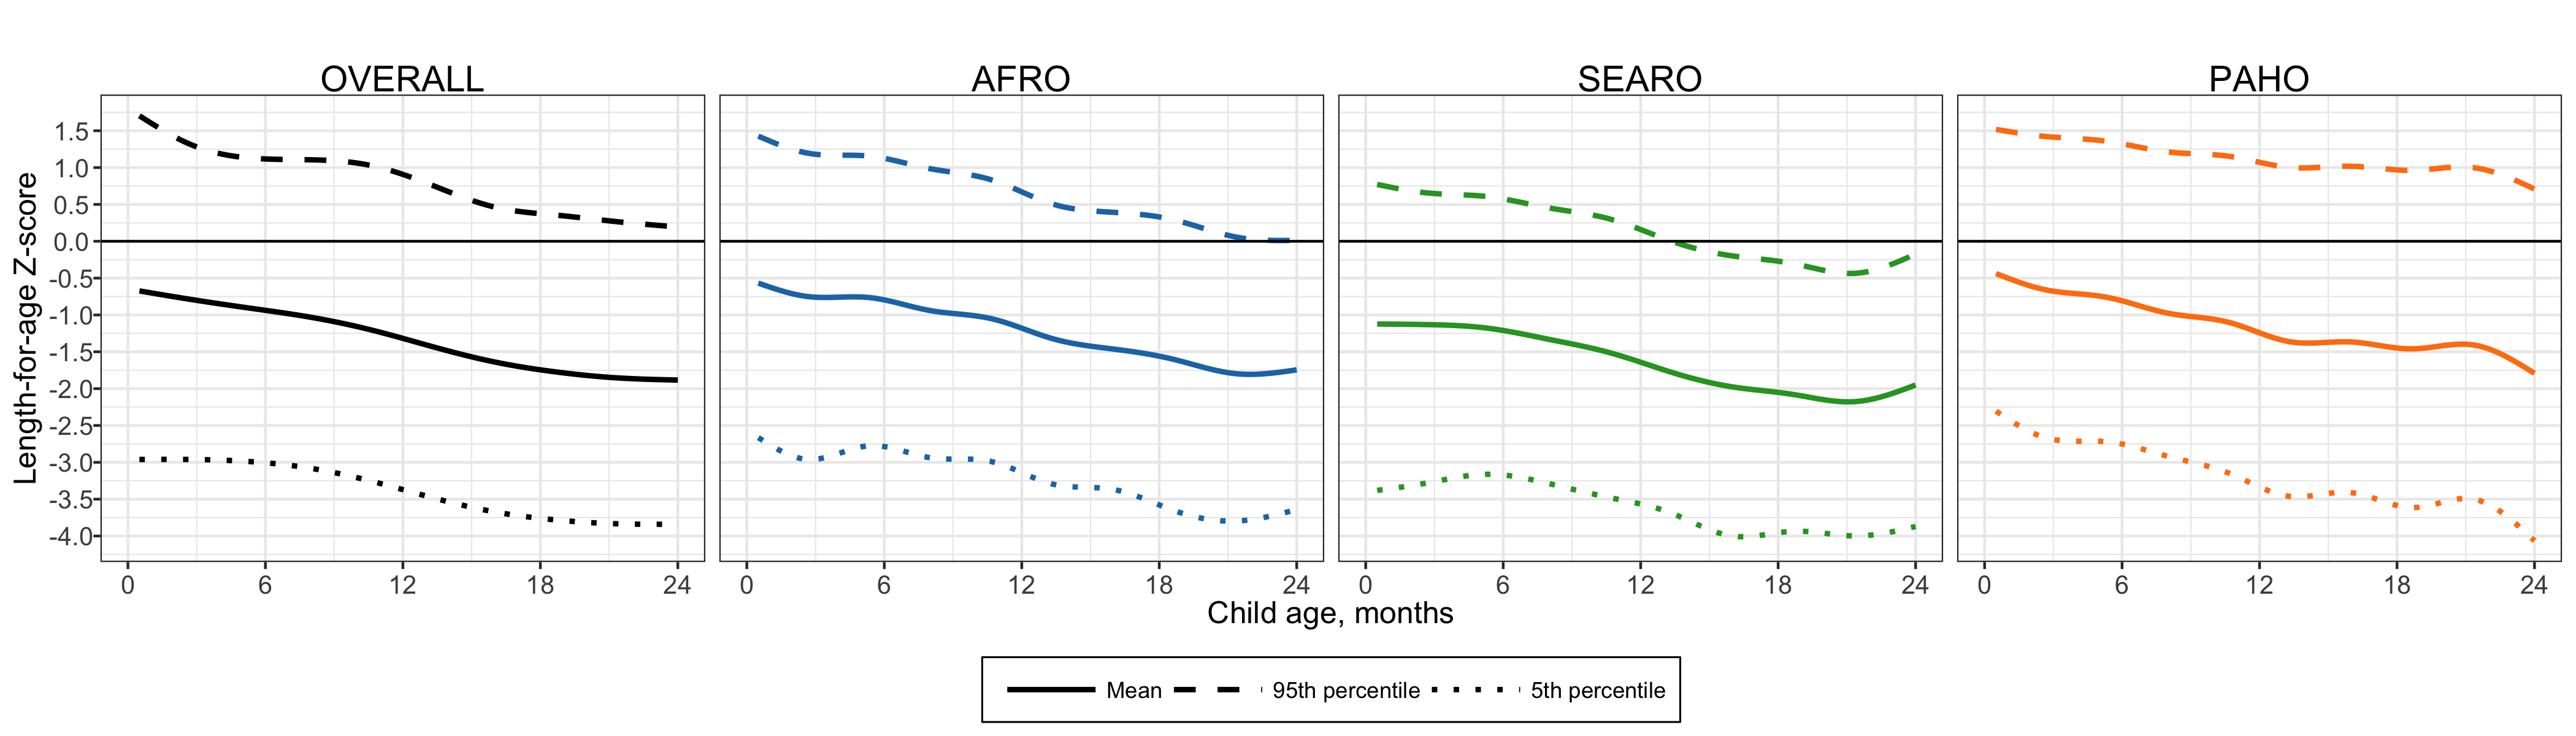 OVERALL AFRO SEARO PAHO
Length-for-age Z-score
1.5
1.0
0.5
0.0
-0.5
-1.0
-1.5
-2.0
-2.5
-3.0
-3.5
-4.0
0 6 12 18 24 0 6 12 18 24 0 6 12 18 24 0 6 12 18 24
Child age, months
Mean 95th percentile 5th percentile